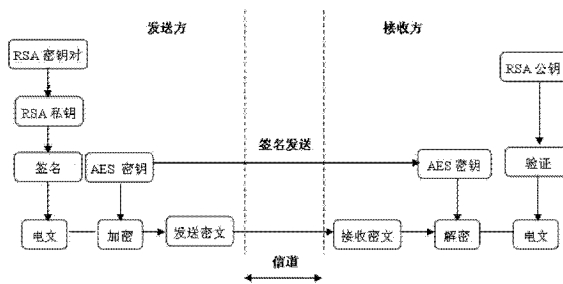 发送方
接收方
RSA 密钥对
RSA 公钥
RSA 私钥
签名发送
签名
AES 密钥
AES 密钥
验证
电文
加密
发送密文
接收密文
解密
电文
信道